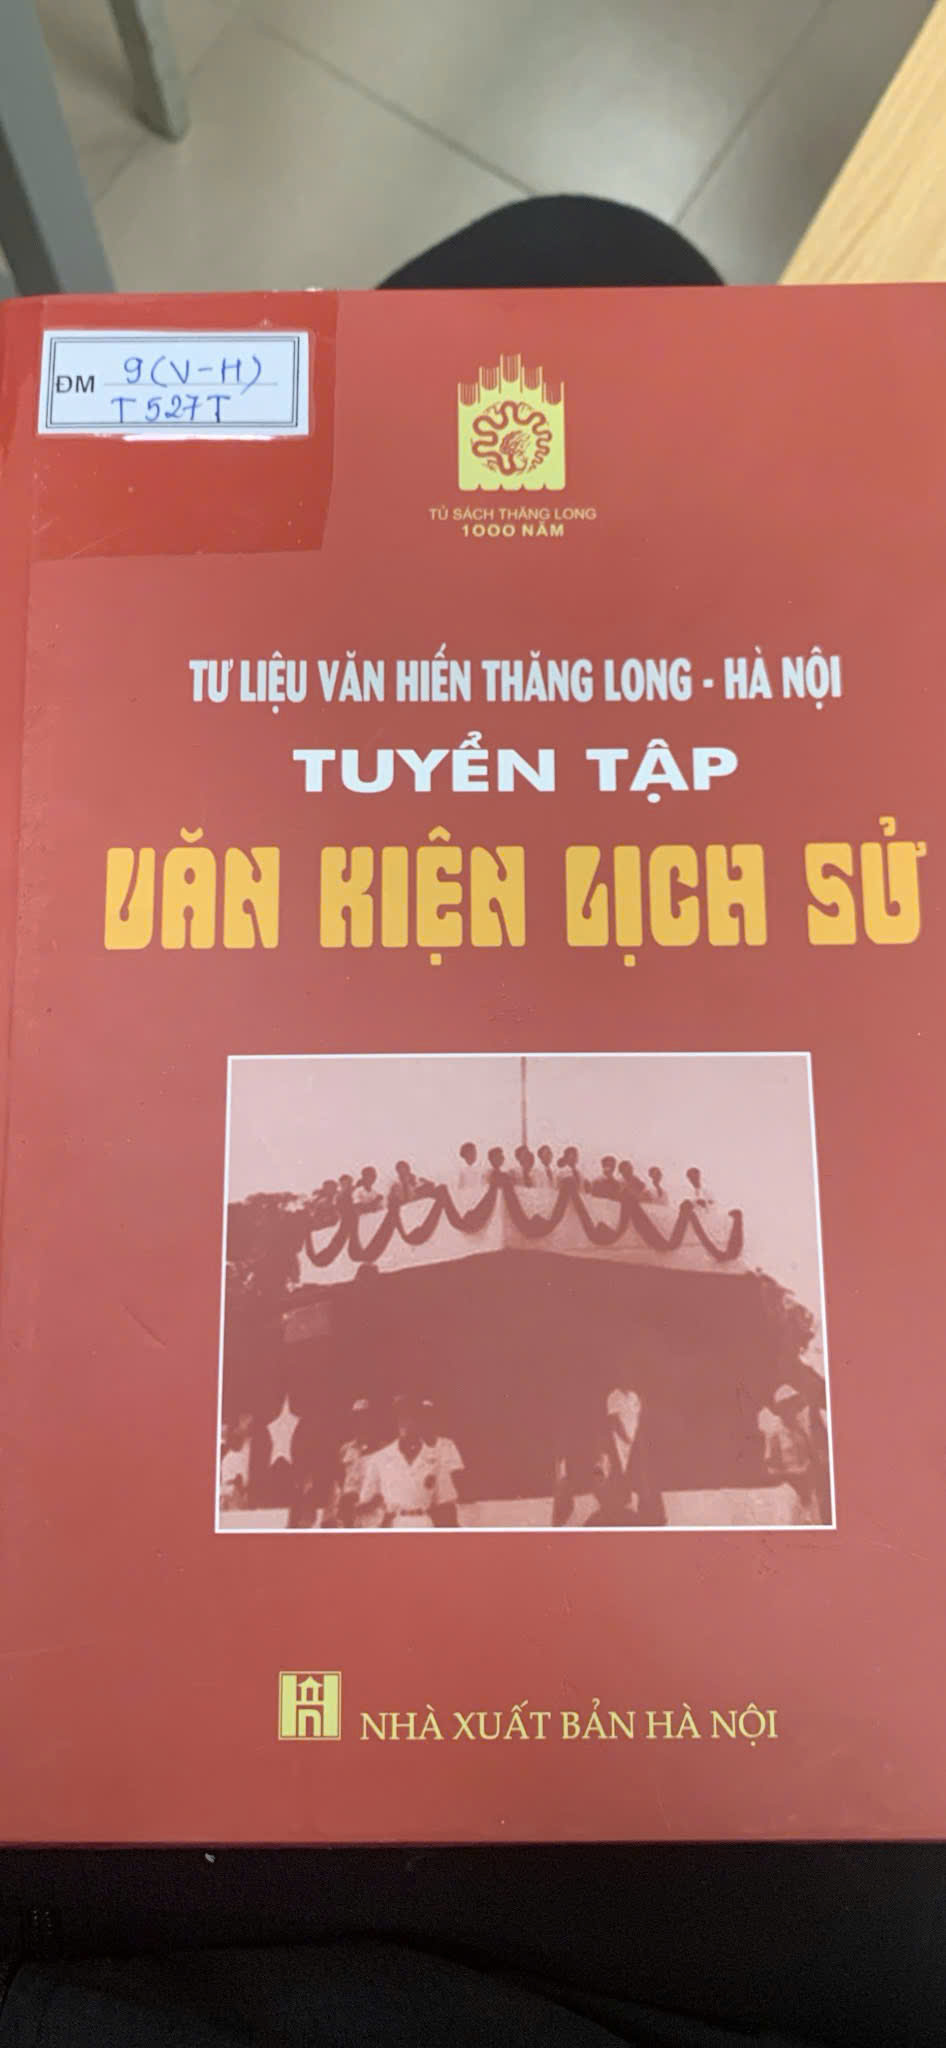 ĐM 9(V-H)
T527T
TỦ SÁCH THĂNG LONG
1000 NĂM
TƯ LIỆU VĂN HIẾN THĂNG LONG - HÀ NỘI
TUYỂN TẬP
VĂN KIỆN LỊCH SỬ
NHÀ XUẤT BẢN HÀ NỘI